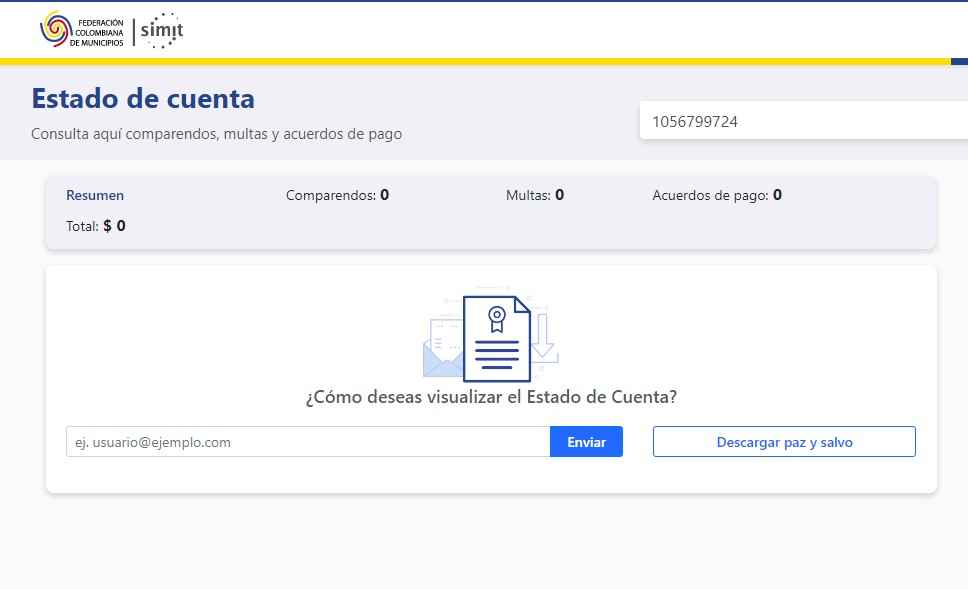 FEDERACIÓN
COLOMBIANA
DE MUNICIPIOS
simit
Estado de cuenta
Consulta aquí comparendos, multas y acuerdos de pago
1056799724
Resumen
Comparendos: 0
Multas: 0
Acuerdos de pago: 0
Total: $ 0
¿Cómo deseas visualizar el Estado de Cuenta?
ej. usuario@ejemplo.com
Enviar
Descargar paz y salvo